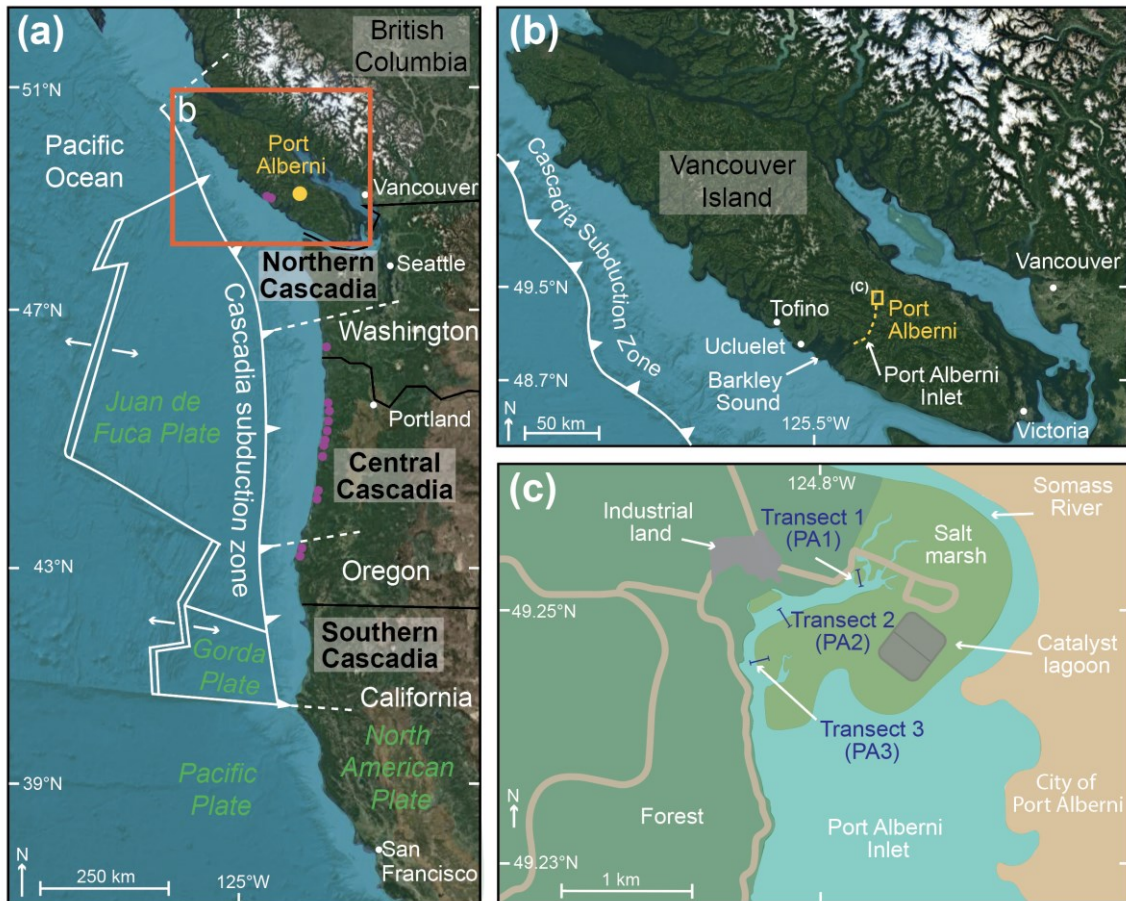 (a)
British
Columbia
51°N
b
Pacific
Ocean
Port
Alberni
Vancouver
Northern
Cascadia
Seattle
47°N
Washington
Cascadia subduction zone
Juan de
Fuca Plate
Portland
Central
Cascadia
43°N
Oregon
Southern
Cascadia
Gorda
Plate
California
North
American
Plate
39°N
Pacific
Plate
San
Francisco
N
250 km
125°W
(b)
Vancouver
Island
Cascadia Subduction Zone
Vancouver
49.5°N
(c)
Tofino
Port
Alberni
Ucluelet
Barkley
Sound
Port Alberni
Inlet
48.7°N
N
50 km
125.5°W
Victoria
(c)
124.8°W
Somass
River
Industrial
land
Transect 1
(PA1)
Salt
marsh
49.25°N
Transect 2
(PA2)
Catalyst
lagoon
Transect 3
(PA3)
City of
Port Alberni
N
Forest
Port Alberni
Inlet
49.23°N
1 km